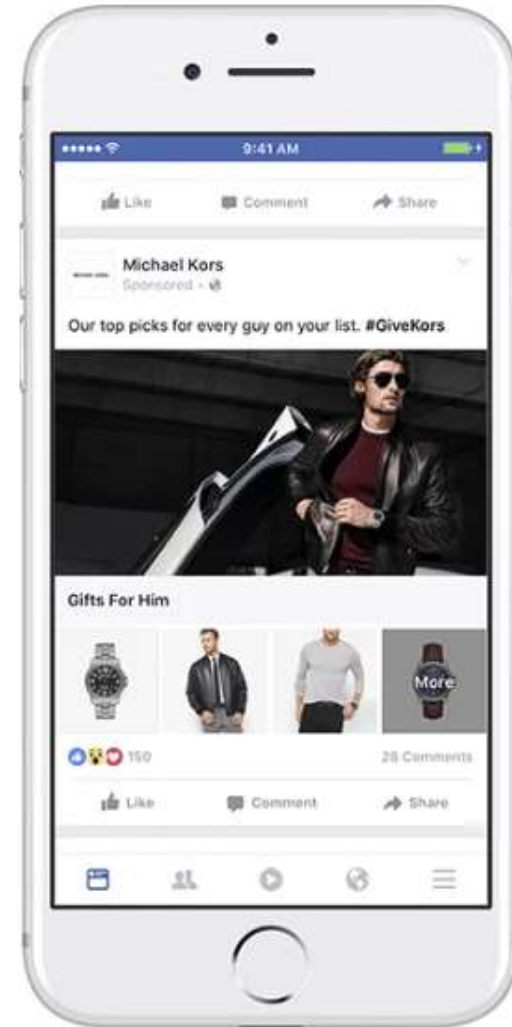 9:41 AM
Like Comment Share
Michael Kors
Sponsored
Our top picks for every guy on your list. #GiveKors
Gifts For Him
More
150 28 Comments
Like Comment Share